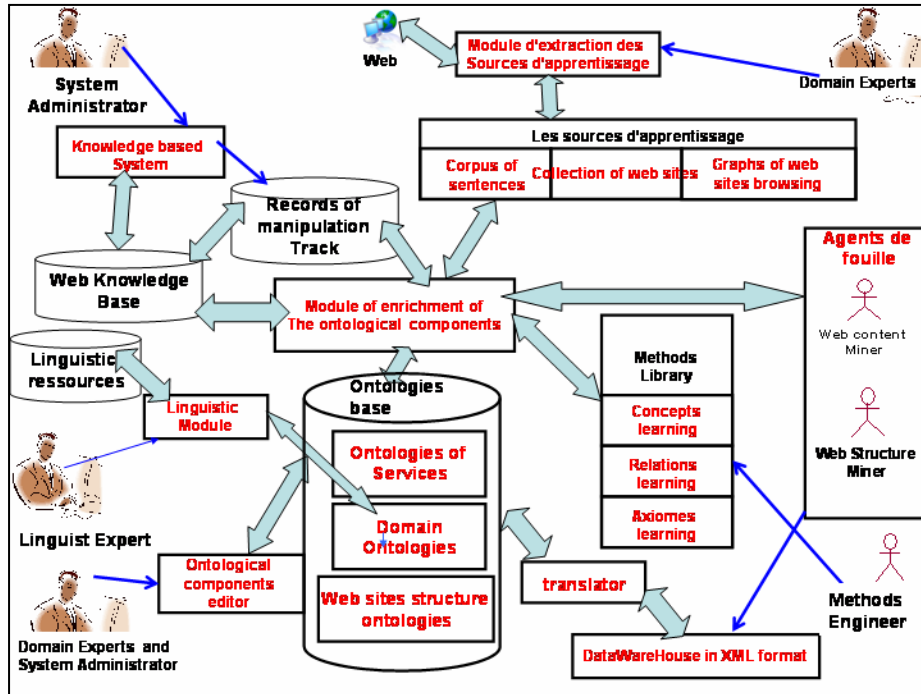 System
Administrator
Web
Module d'extraction des
Sources d'apprentissage
Domain Experts
Les sources d'apprentissage
Corpus of
sentences
Collection of web sites
Graphs of web
sites browsing
Knowledge based
System
Records of
manipulation
Track
Web Knowledge
Base
Module of enrichment of
The ontological components
Agents de
fouille
Web content
Miner
Web Structure
Miner
Linguistic
ressources
Linguistic
Module
Ontologies
base
Ontologies of
Services
Domain
Ontologies
Web sites structure
ontologies
Methods
Library
Concepts
learning
Relations
learning
Axiomes
learning
Linguist Expert
Ontological
components
editor
translator
Methods
Engineer
Domain Experts and
System Administrator
DataWareHouse in XML format